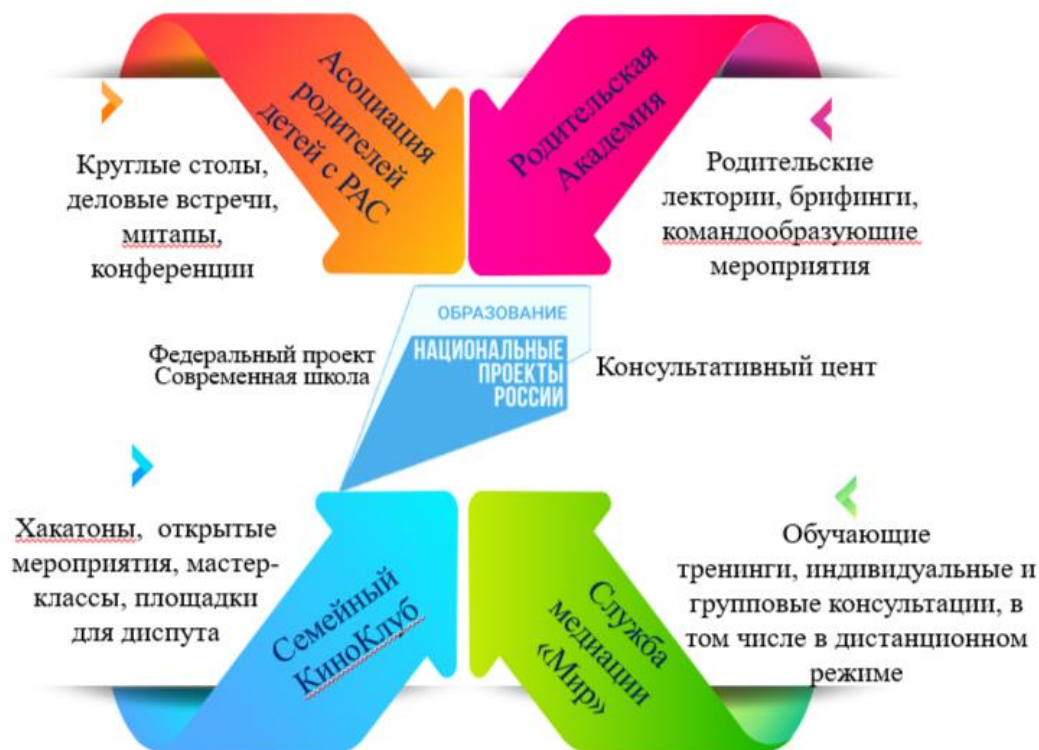 Асоциация
родителей
детей с РАС
Родительская
Академия
Круглые столы,
деловые встречи,
митапы,
конференции
Родительские
лектории, брифинги,
командообразующие
мероприятия
ОБРАЗОВАНИЕ
НАЦИОНАЛЬНЫЕ
ПРОЕКТЫ
РОССИИ
Федеральный проект
Современная школа
Консультативный цент
Хакатоны, открытые
мероприятия, мастер-
классы, площадки
для диспута
Обучающие
тренинги, индивидуальные и
групповые консультации, в
том числе в дистанционном
режиме
Семейный
КиноКлуб
Служба
медиации
«Мир»